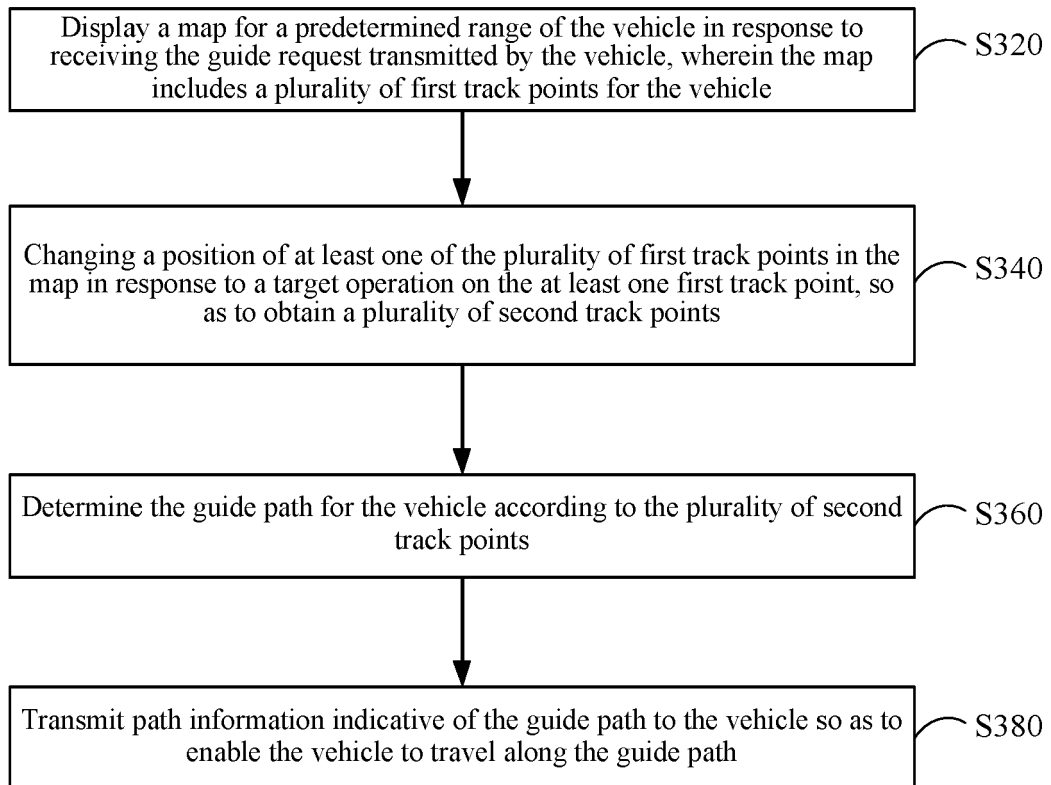 Display a map for a predetermined range of the vehicle in response to
receiving the guide request transmitted by the vehicle, wherein the map
includes a plurality of first track points for the vehicle
S320
Changing a position of at least one of the plurality of first track points in the
map in response to a target operation on the at least one first track point, so
as to obtain a plurality of second track points
S340
Determine the guide path for the vehicle according to the plurality of second
track points
S360
Transmit path information indicative of the guide path to the vehicle so as to
enable the vehicle to travel along the guide path
S380